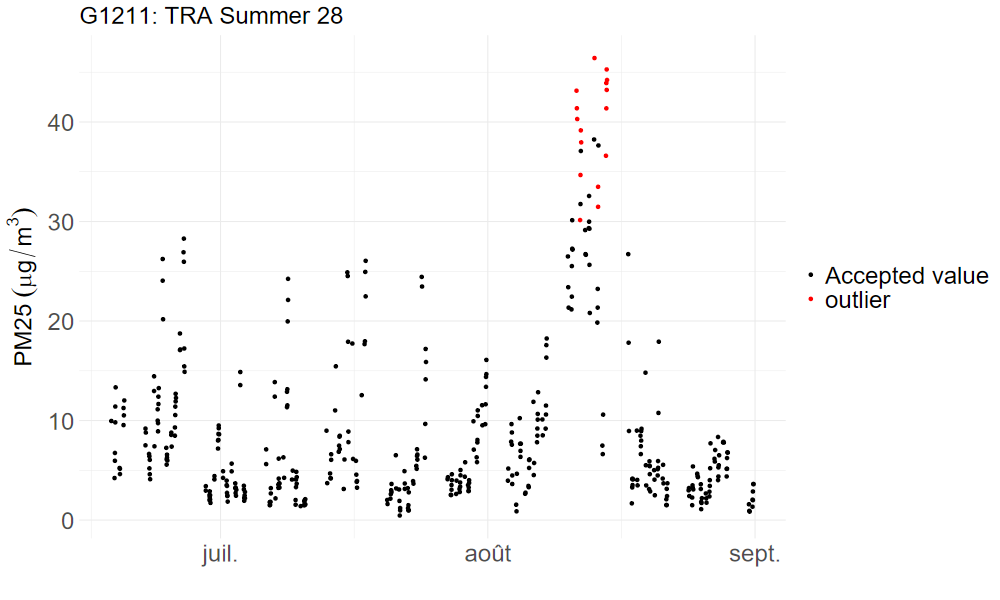 G1211: TRA Summer 28
PM25 (μg/m³)
40
30
20
10
0
juil.
août
sept.
Accepted value
outlier